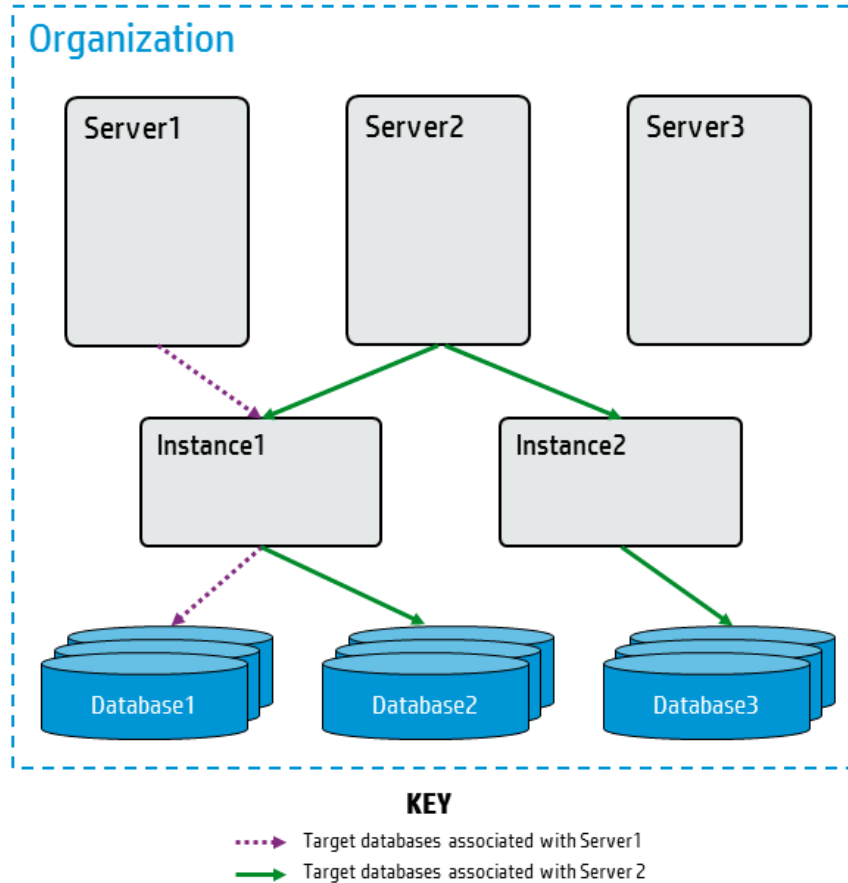 Organization
Server1
Server2
Server3
Instance1
Instance2
Database1
Database2
Database3
KEY
Target databases associated with Server1
Target databases associated with Server 2